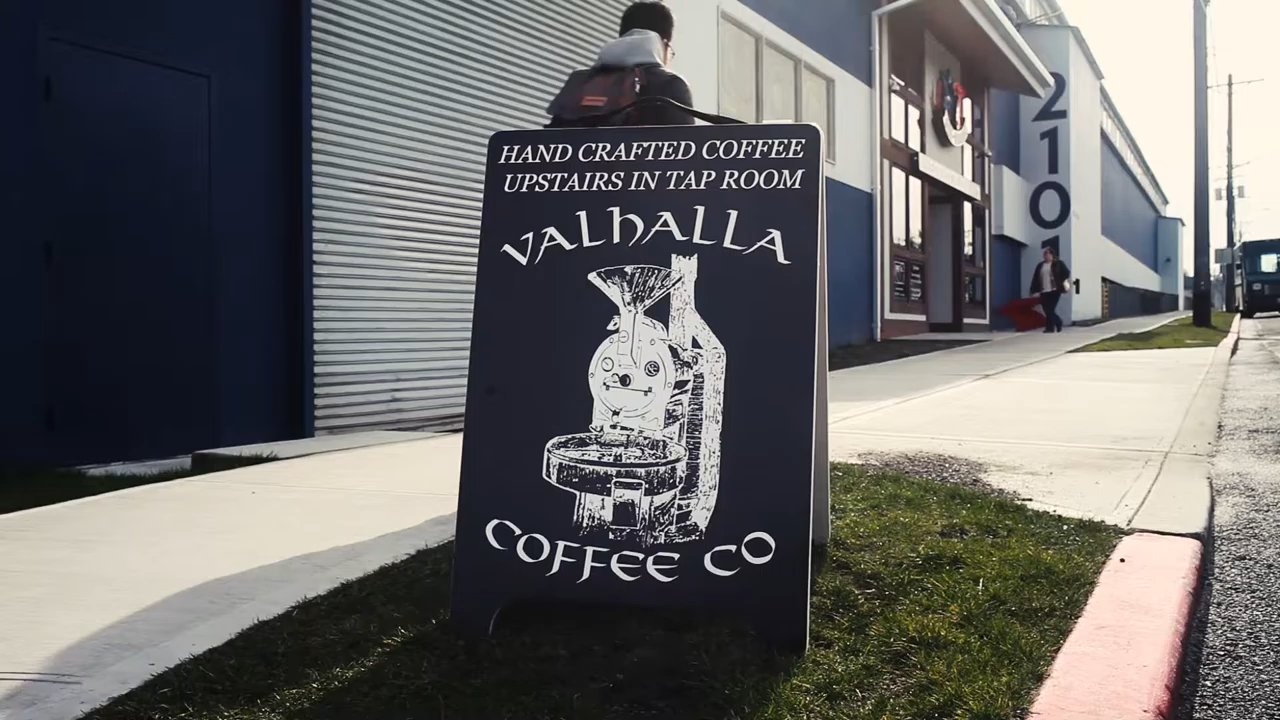 HAND CRAFTED COFFEE
UPSTAIRS IN TAP ROOM
VALHALLA
COFFEE CO
2101